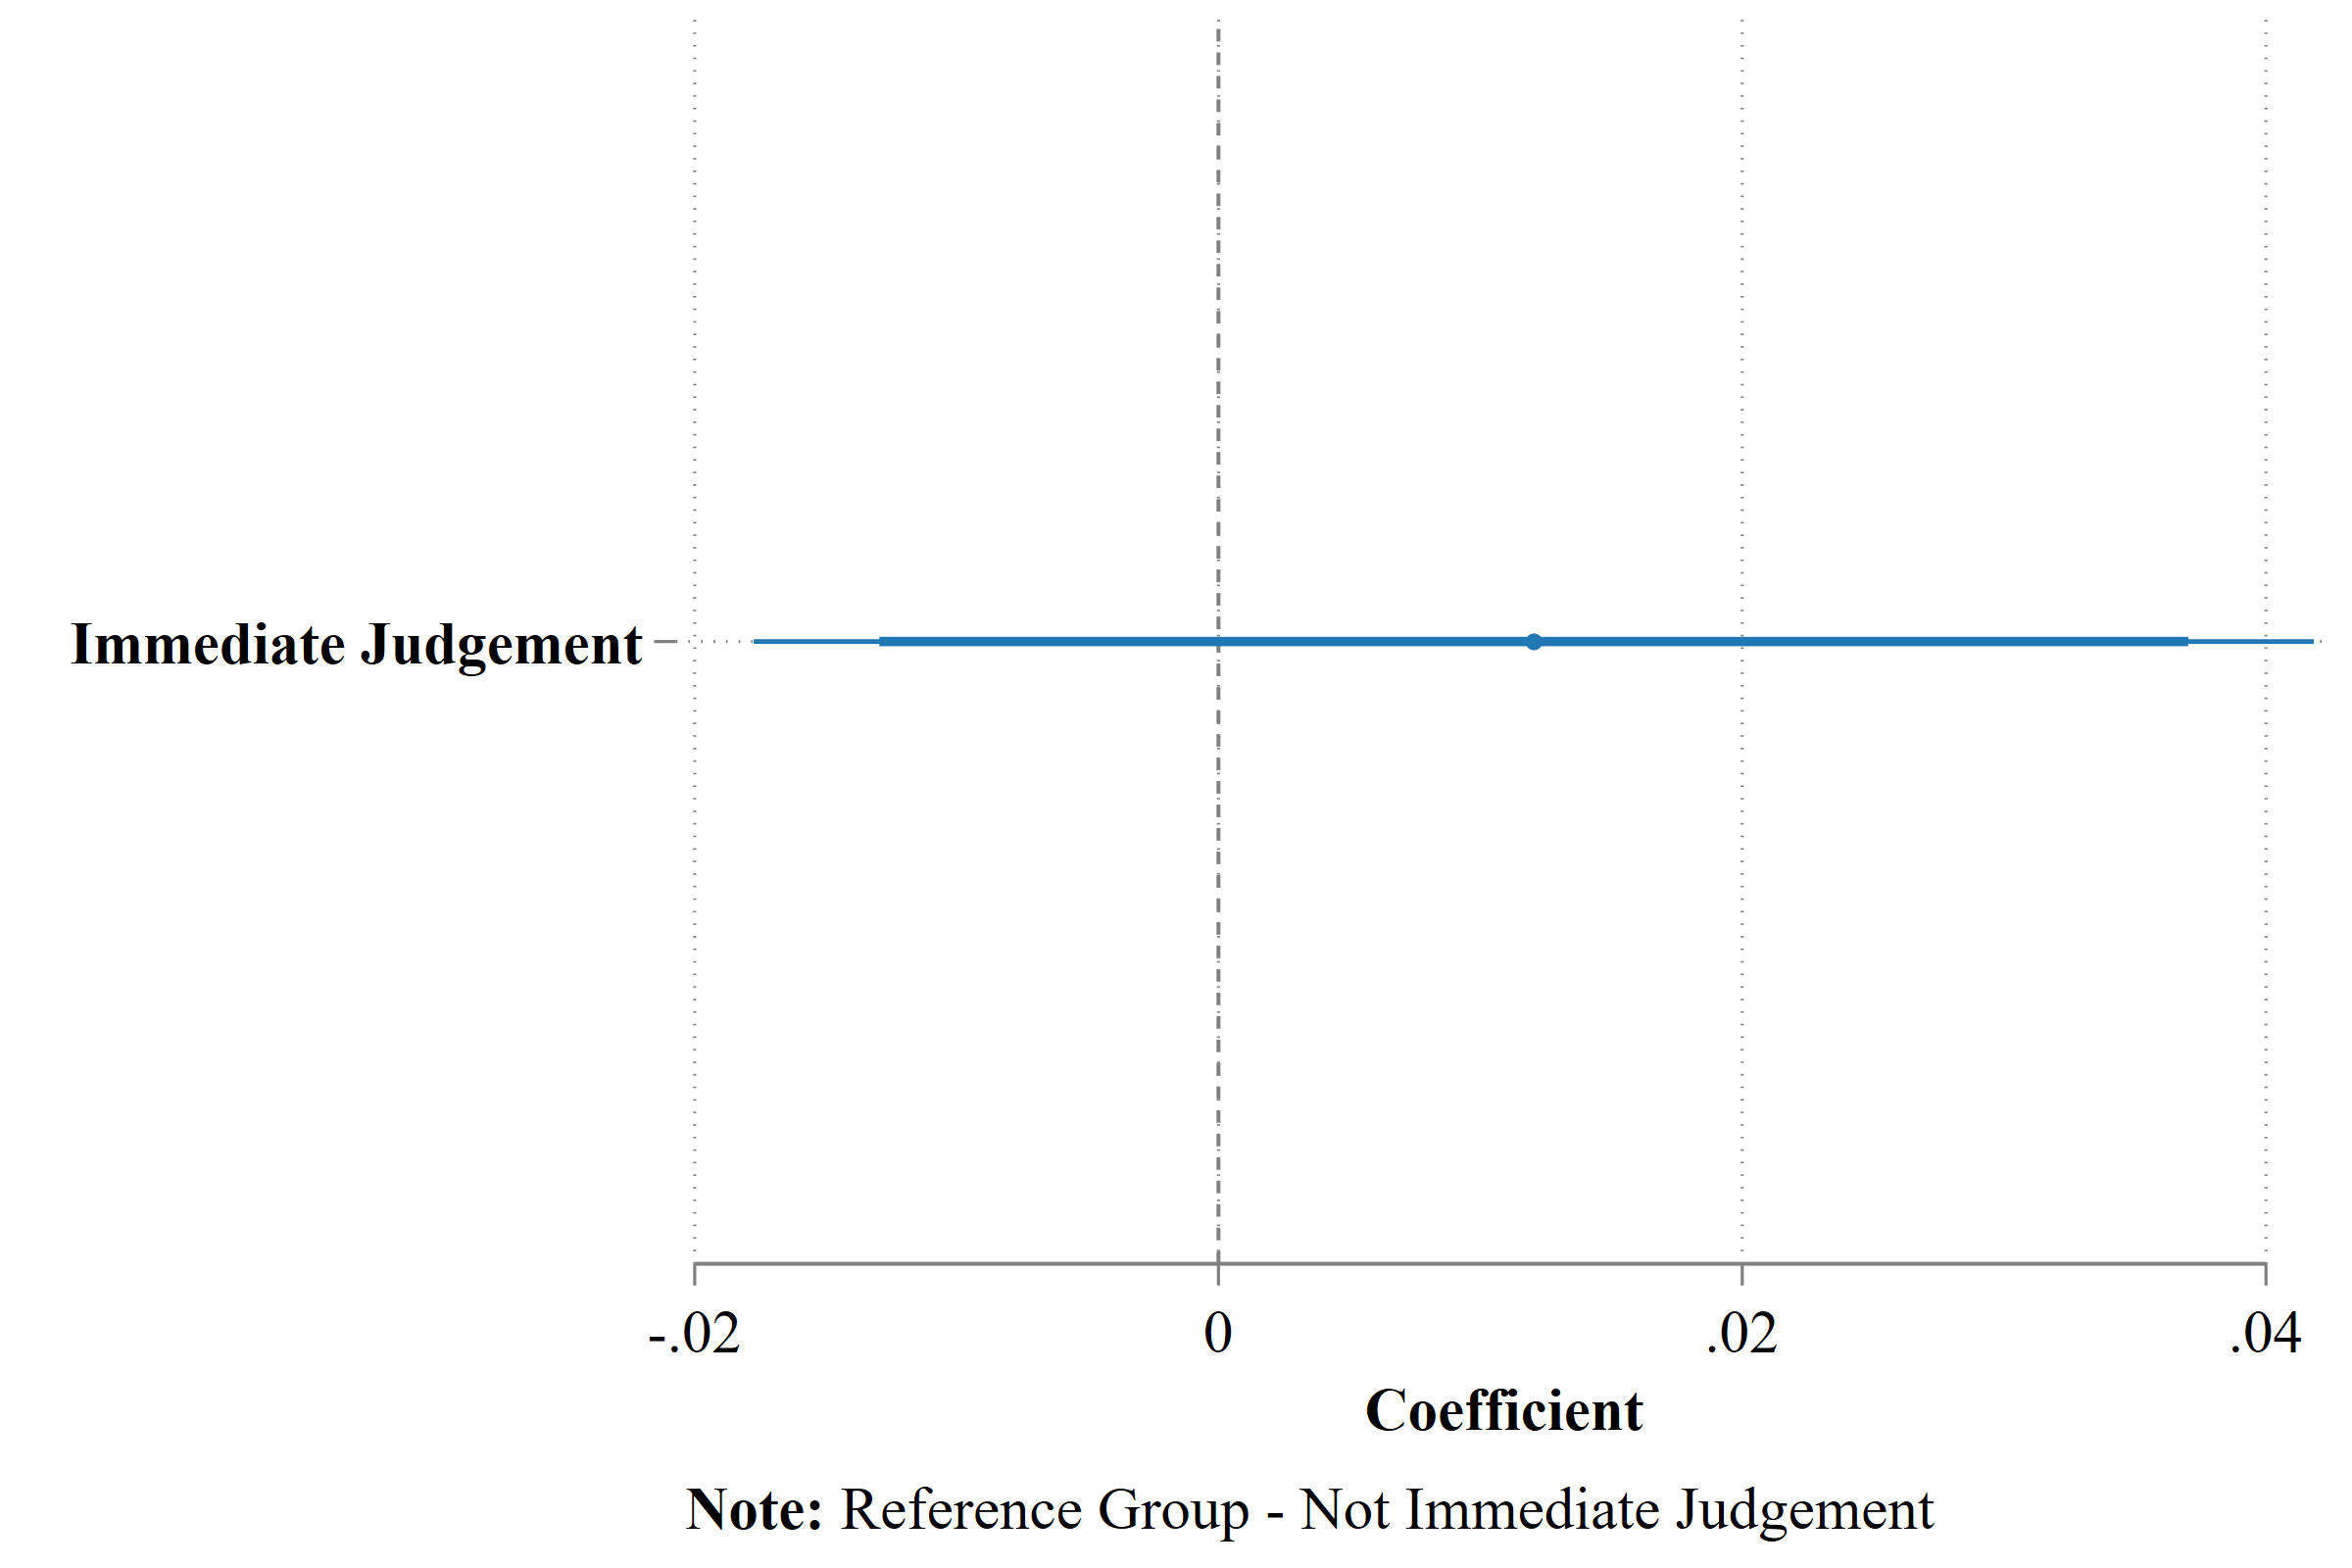 Immediate Judgement
-.02 0 .02 .04
Coefficient
Note: Reference Group - Not Immediate Judgement